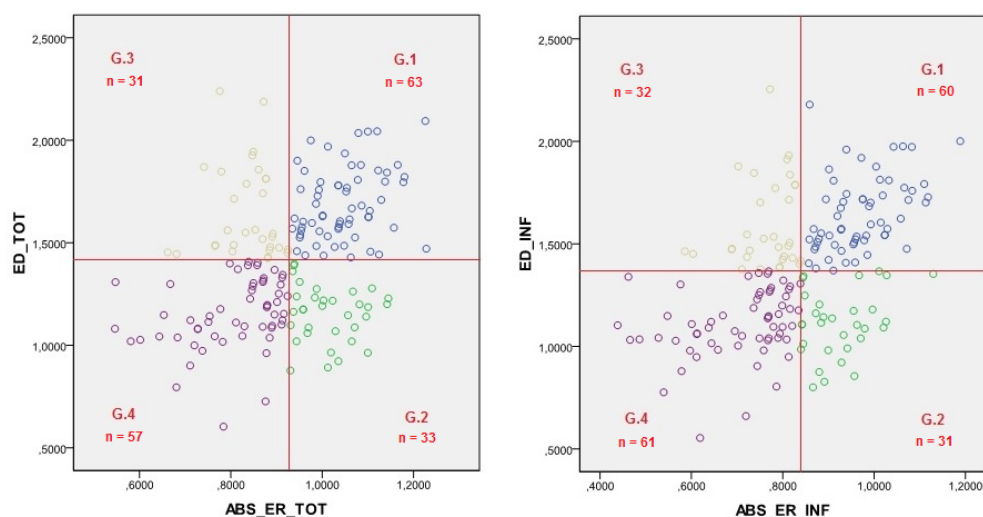 2,5000
2,0000
1,5000
1,0000
,5000
ED_TOT
G.3
n = 31
G.1
n = 63
G.4
n = 57
G.2
n = 33
,6000 ,8000 1,0000 1,2000
ABS_ER_TOT
2,5000
2,0000
1,5000
1,0000
,5000
ED_INF
G.3
n = 32
G.1
n = 60
G.4
n = 61
G.2
n = 31
,4000 ,6000 ,8000 1,0000 1,2000
ABS_ER_INF